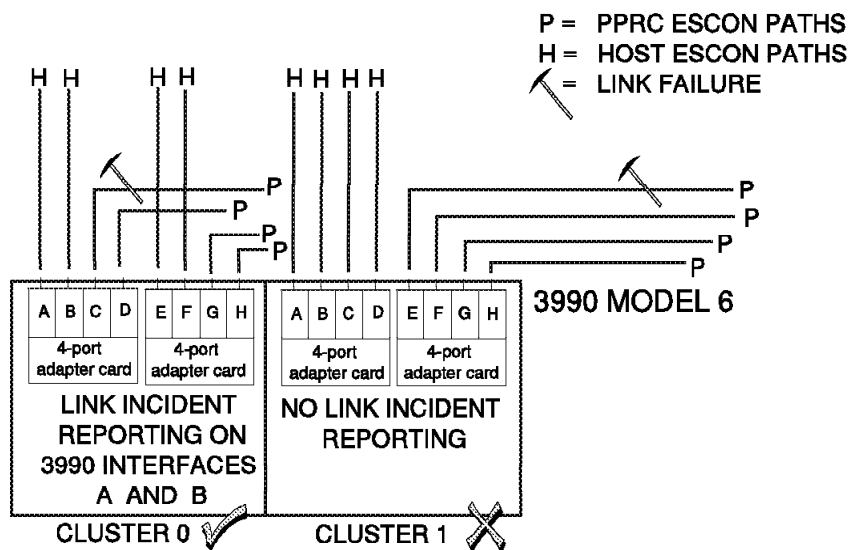 P = PPRC ESCON PATHS
H = HOST ESCON PATHS
= LINK FAILURE
H H H H H H H H
P P
P P
P P
P P
A B C D E F G H A B C D E F G H
3990 MODEL 6
4-port adapter card
4-port adapter card
4-port adapter card
4-port adapter card
LINK INCIDENT
REPORTING ON
3990 INTERFACES
A AND B
NO LINK INCIDENT
REPORTING
CLUSTER 0
CLUSTER 1